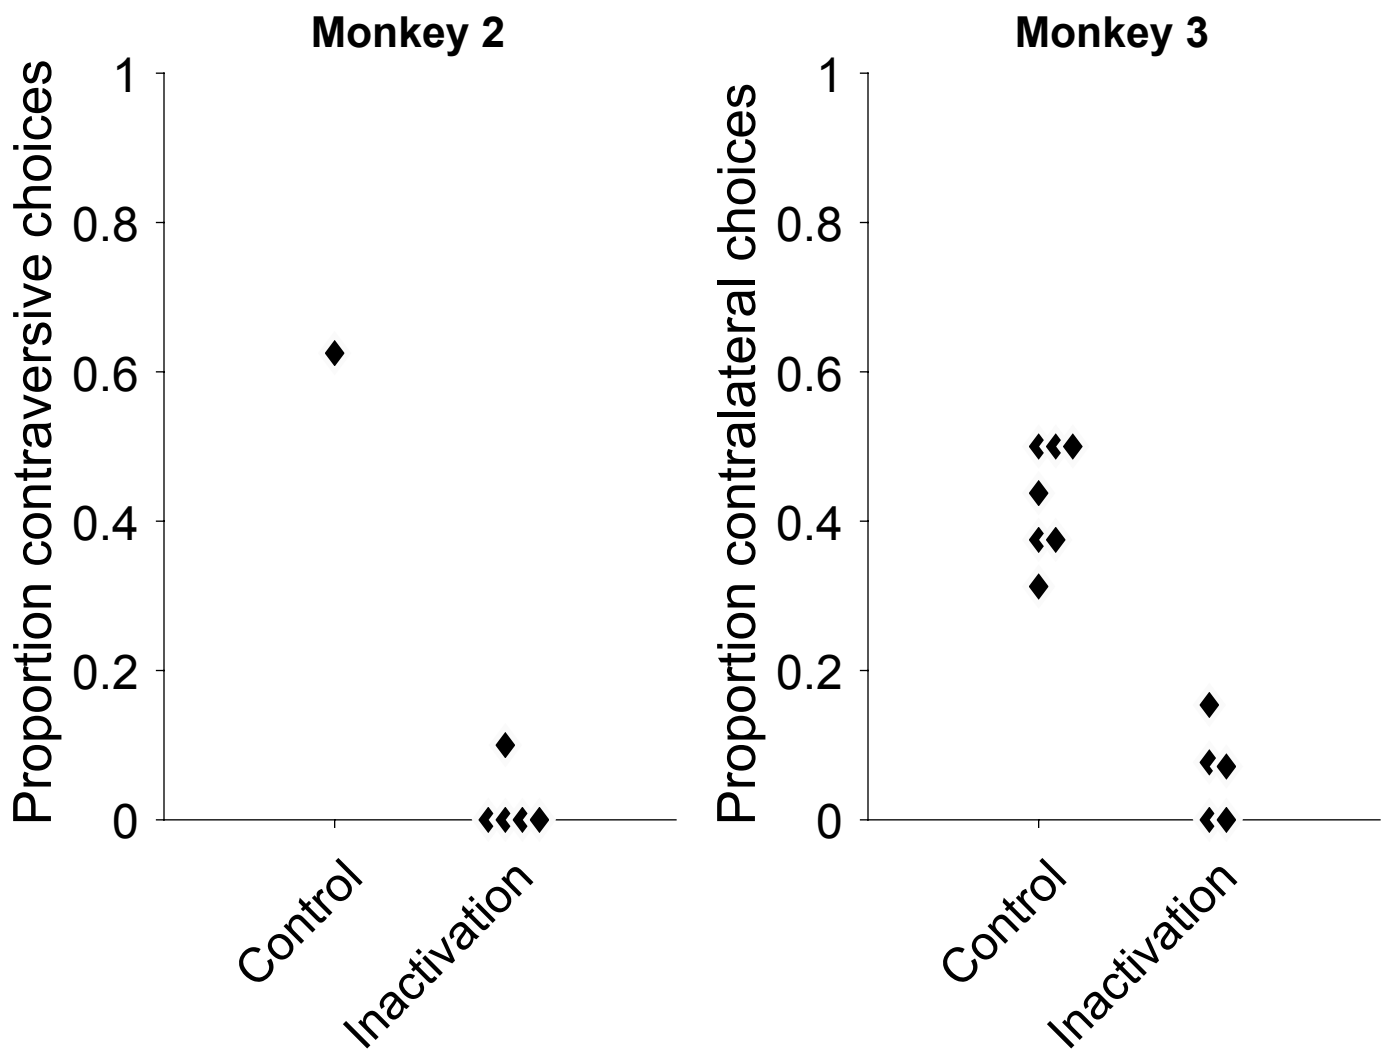 Monkey 2
Proportion contraversive choices
1
0.8
0.6
0.4
0.2
0
Control
Inactivation
Monkey 3
Proportion contralateral choices
1
0.8
0.6
0.4
0.2
0
Control
Inactivation